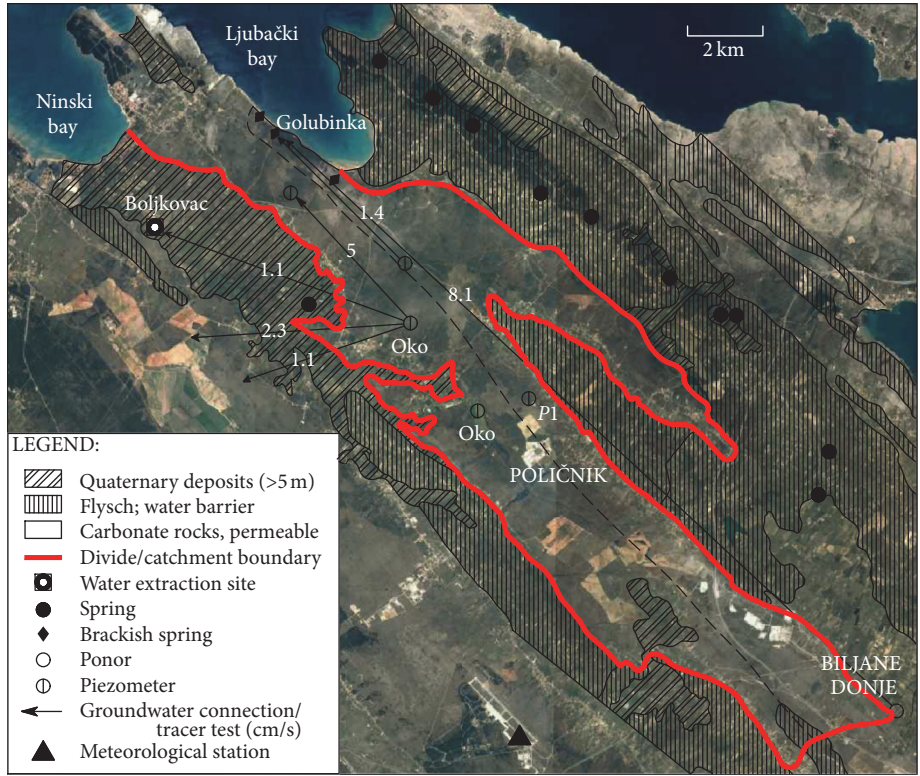 Ljubački
bay
2 km
Ninski
bay
Golubinka
Boljkovac
1.4
5
1.1
8.1
2.3
Oko
1.1
P1
Oko
POLIČNIK
LEGEND:
Quaternary deposits (>5 m)
Flysch; water barrier
Carbonate rocks, permeable
Divide/catchment boundary
Water extraction site
Spring
Brackish spring
Ponor
Piezometer
Groundwater connection/
tracer test (cm/s)
Meteorological station
BILJANE
DONJE